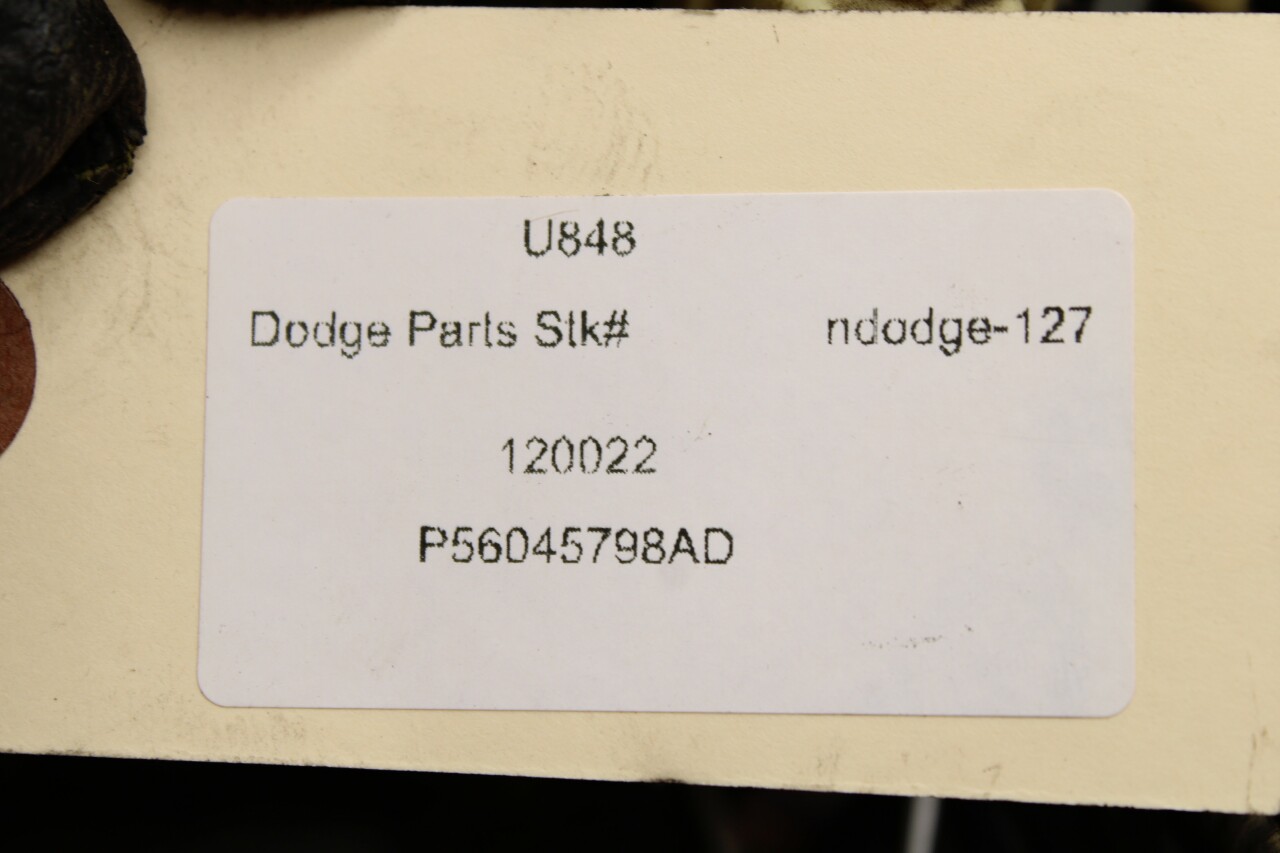 U848
Dodge Parts Stk# ndodge-127
120022
P56045798AD